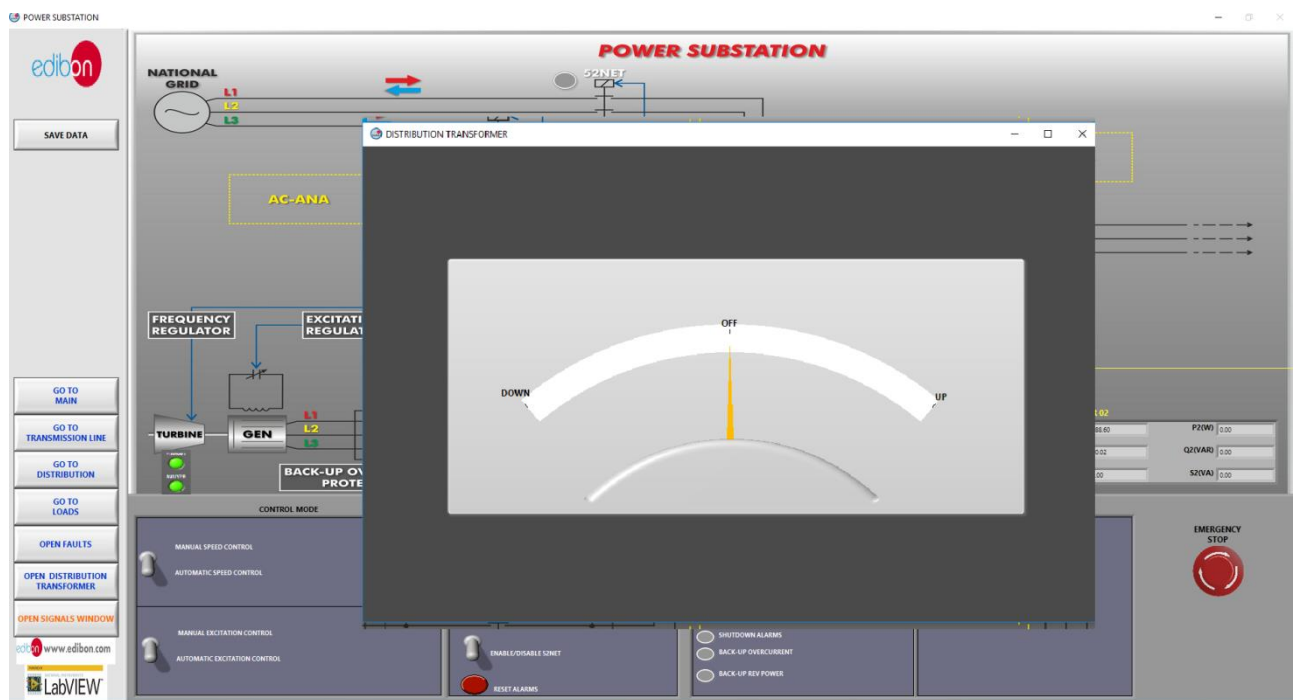 POWER SUBSTATION
edibon
SAVE DATA
GO TO
MAIN
GO TO
TRANSMISSION LINE
GO TO
DISTRIBUTION
GO TO
LOADS
OPEN FAULTS
OPEN DISTRIBUTION
TRANSFORMER
OPEN SIGNALS WINDOW
edibon www.edibon.com
LabVIEW
POWER SUBSTATION
NATIONAL
GRID
L1
L2
L3
52NET
AC-ANA
FREQUENCY
REGULATOR
TURBINE
GEN
L1
L2
L3
DISTRIBUTION TRANSFORMER
DOWN
OFF
UP
02
P2(W) 0.00
Q2(VAR) 0.00
S2(VA) 0.00
CONTROL MODE
MANUAL SPEED CONTROL
AUTOMATIC SPEED CONTROL
MANUAL EXCITATION CONTROL
AUTOMATIC EXCITATION CONTROL
ENABLE/DISABLE 52NET
RESET ALARMS
SHUTDOWN ALARMS
BACK-UP OVERCURRENT
BACK-UP REV POWER
EMERGENCY
STOP